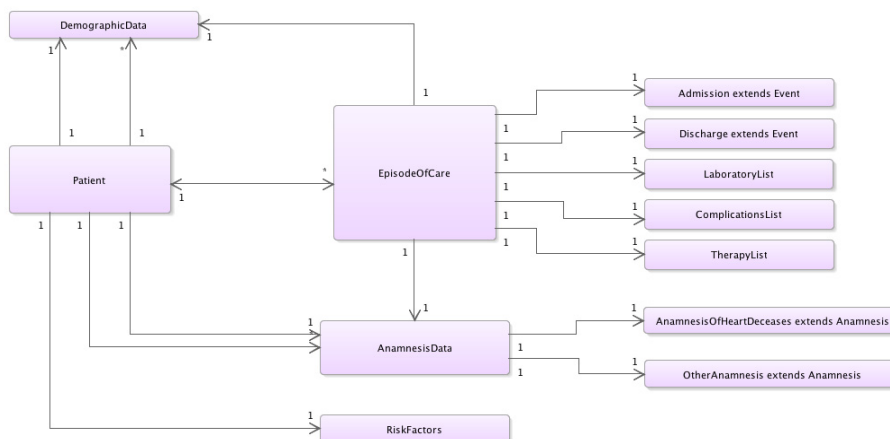 DemographicData
1
1
*
1
1
1
Admission extends Event
1
1
1
Discharge extends Event
Patient
EpisodeOfCare
1
*
1
1
LaboratoryList
1
1
1
ComplicationsList
1
1
1
1
1
1
TherapyList
1
1
1
AnamnesisOfHeartDeceases extends Anamnesis
1
*
AnamnesisData
1
1
1
OtherAnamnesis extends Anamnesis
1
RiskFactors